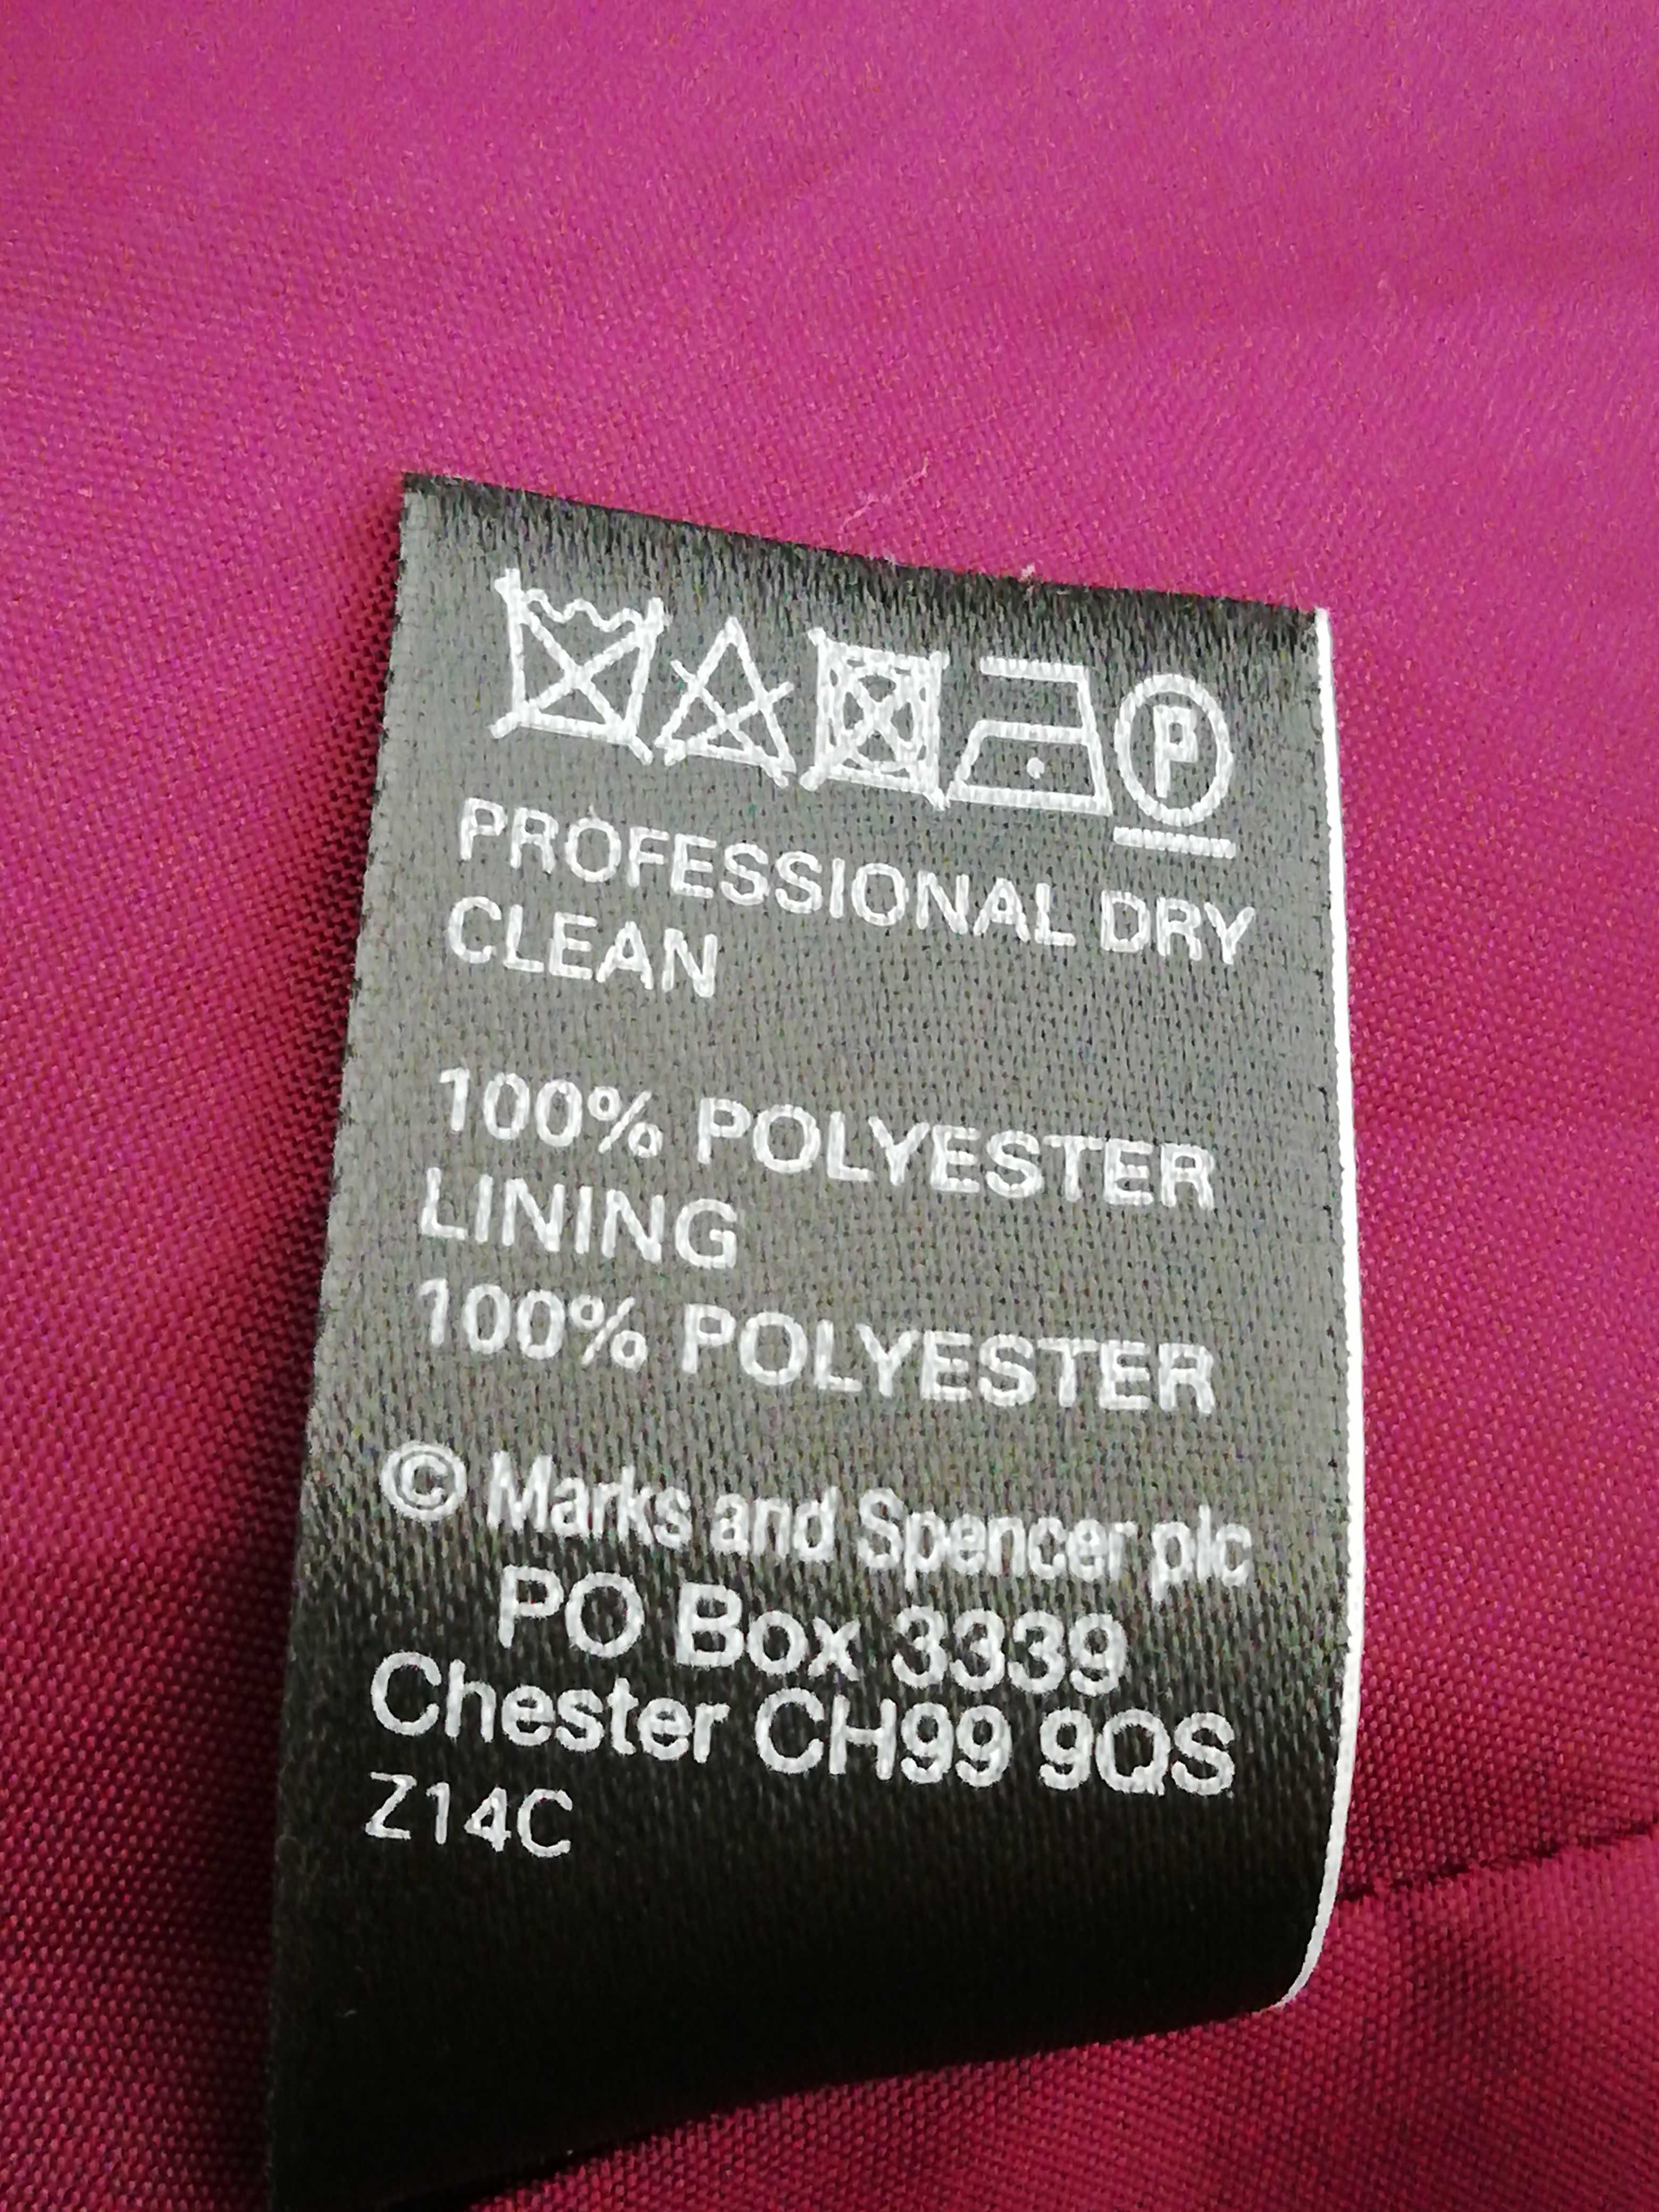 P
PROFESSIONAL DRY
CLEAN
100% POLYESTER
LINING
100% POLYESTER
© Marks and Spencer plc
PO Box 3339
Chester CH99 9QS
Z14C